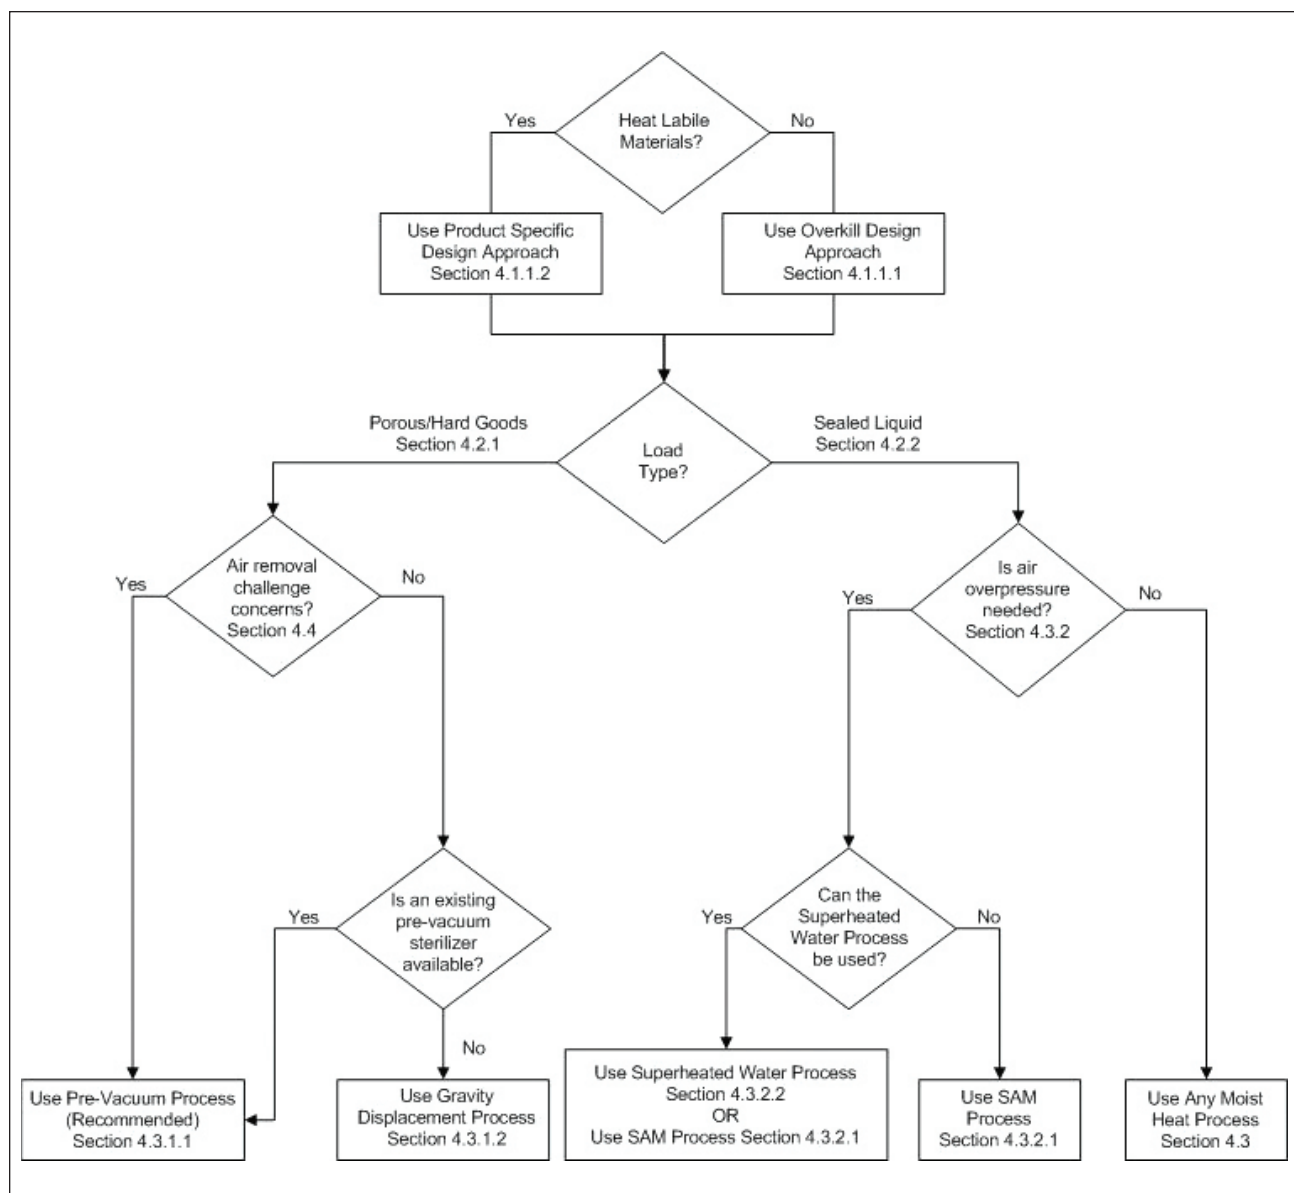 Heat Labile
Materials?
Yes
No
Use Product Specific
Design Approach
Section 4.1.1.2
Use Overkill Design
Approach
Section 4.1.1.1
Porous/Hard Goods
Section 4.2.1
Load
Type?
Sealed Liquid
Section 4.2.2
Yes
Air removal
challenge
concerns?
Section 4.4
No
Yes
Is air
overpressure
needed?
Section 4.3.2
No
Yes
Is an existing
pre-vacuum
sterilizer
available?
No
Yes
Can the
Superheated
Water Process
be used?
No
Use Pre-Vacuum Process
(Recommended)
Section 4.3.1.1
Use Gravity
Displacement Process
Section 4.3.1.2
Use Superheated Water Process
Section 4.3.2.2
OR
Use SAM Process Section 4.3.2.1
Use SAM
Process
Section 4.3.2.1
Use Any Moist
Heat Process
Section 4.3